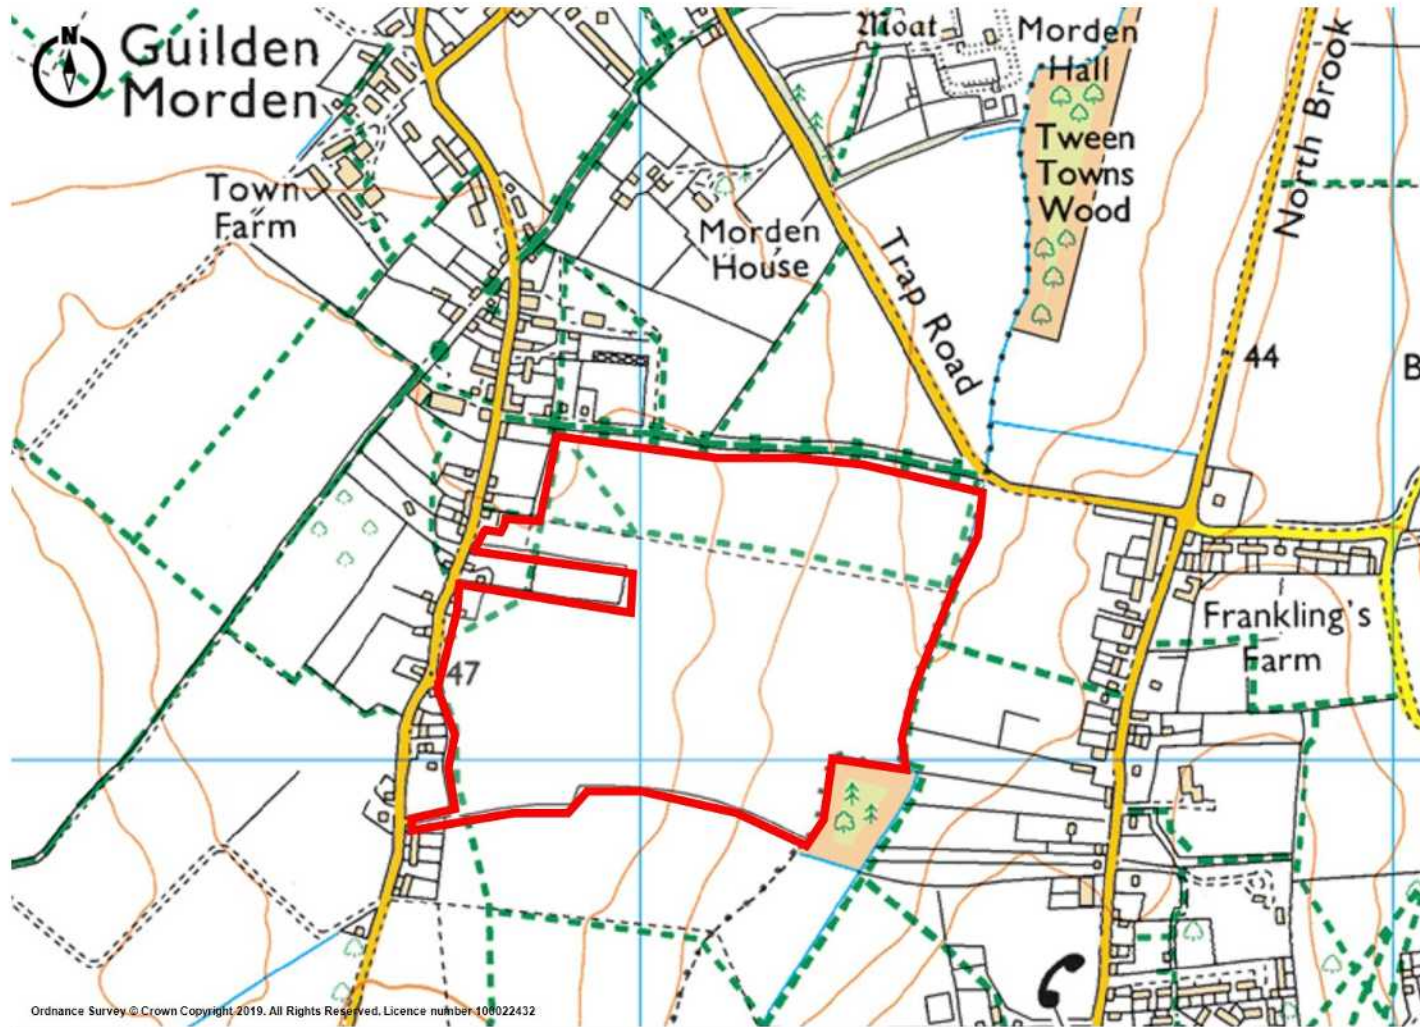 N
Guilden
Morden
Moat
Morden
Hall
Tween
Towns
Wood
North Brook
Town
Farm
Morden
House
Trap Road
44
B
Frankling's
Farm
47
Ordnance Survey © Crown Copyright 2019. All Rights Reserved. Licence number 100022432